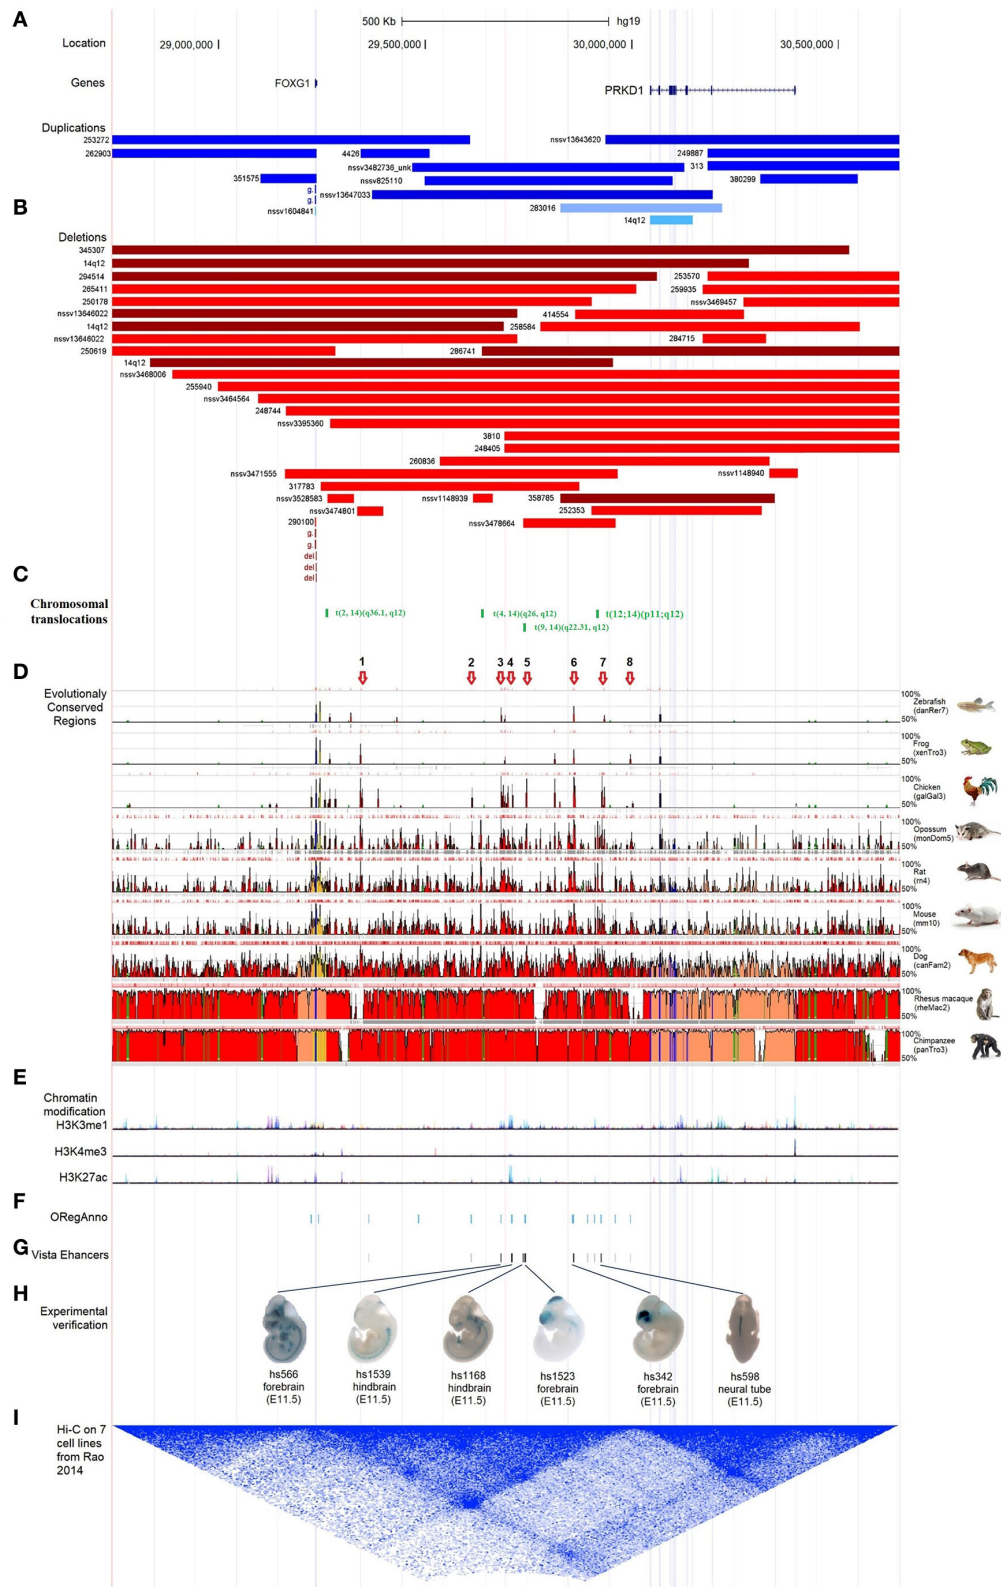 A
500 Kb hg19
Location 29,000,000 29,500,000 30,000,000 30,500,000
Genes FOXG1 PRKD1
Duplications
253272 nssv13643620
262903 4426 249887
nssv3482736_unk 313
351575 nssv825110 380299
g.
nssv13647033
g.
nssv1604841 283016
B
14q12
Deletions
345307
14q12
294514 253570
265411 259935
250178 nssv3469457
nssv13646022 414554
14q12 258584
nssv13646022 284715
250619 286741
14q12
nssv3468006
255940
nssv3464564
248744
nssv3395360
3810
248405
260836
nssv3471555 nssv1148940
317783
nssv3528583 nssv1148939 358785
nssv3474801 252353
290100 nssv3478664
g.
g.
del
del
del
C
Chromosomal
translocations
t(2, 14)(q36.1, q12) t(4, 14)(q26, q12) t(12;14)(p11;q12)
t(9, 14)(q22.31, q12)
1 2 3 4 5 6 7 8
D
Evolutionaly
Conserved
Regions
100%
Zebrafish
(danRer7)
50%
100%
Frog
(xenTro3)
50%
100%
Chicken
(galGal3)
50%
100%
Opossum
(monDom5)
50%
100%
Rat
(rn4)
50%
100%
Mouse
(mm10)
50%
100%
Dog
(canFam2)
50%
100%
Rhesus macaque
(rheMac2)
50%
100%
Chimpanzee
(panTro3)
50%
E
Chromatin
modification
H3K3me1
H3K4me3
H3K27ac
F
ORegAnno
G
Vista Ehancers
H
Experimental
verification
hs566
forebrain
(E11.5)
hs1539
hindbrain
(E11.5)
hs1168
hindbrain
(E11.5)
hs1523
forebrain
(E11.5)
hs342
forebrain
(E11.5)
hs598
neural tube
(E11.5)
I
Hi-C on 7
cell lines
from Rao
2014